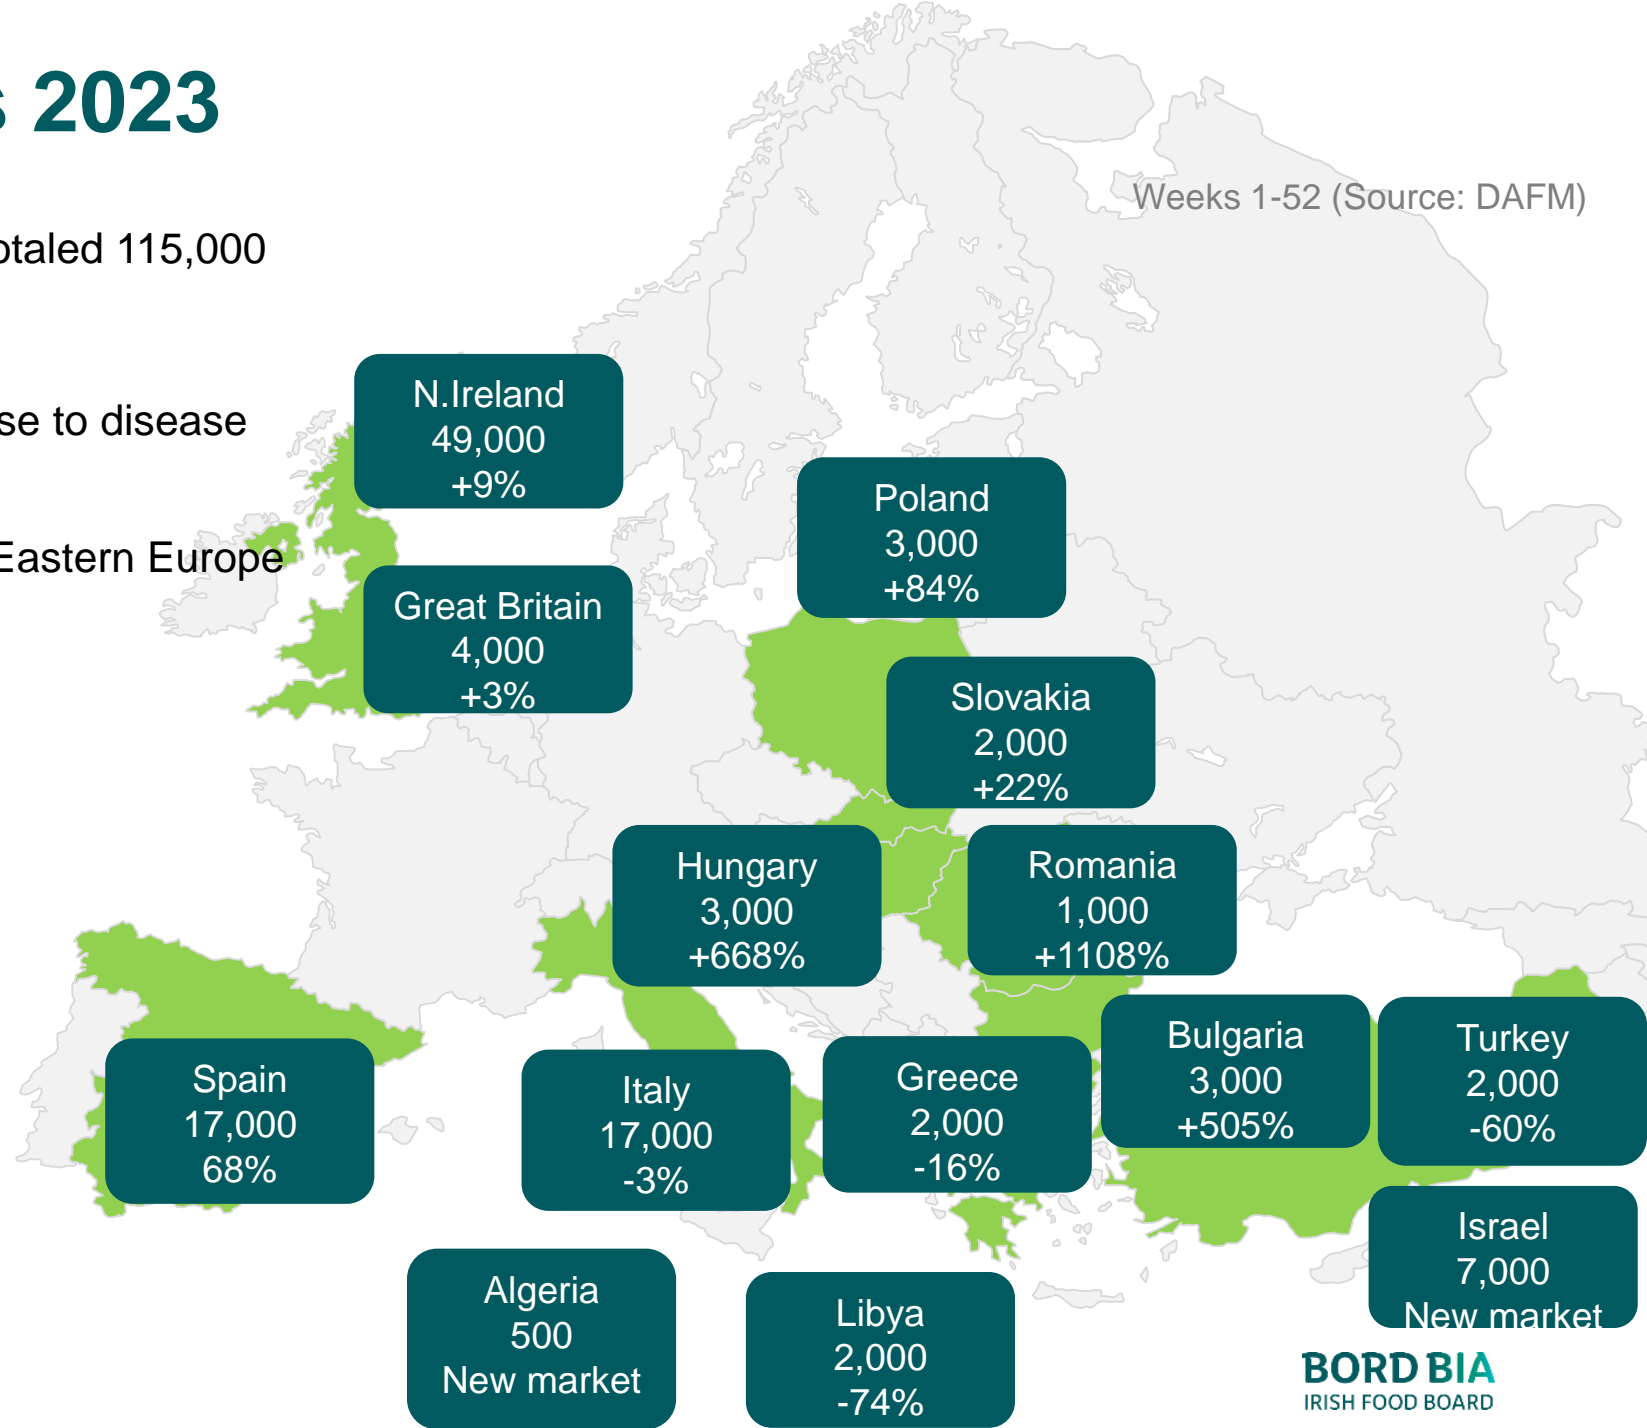 2023
Weeks 1-52 (Source: DAFM)
115,000
to disease
Eastern Europe
N.Ireland
49,000
+9%
Great Britain
4,000
+3%
Poland
3,000
+84%
Slovakia
2,000
+22%
Hungary
3,000
+668%
Romania
1,000
+1108%
Spain
17,000
68%
Italy
17,000
-3%
Greece
2,000
-16%
Bulgaria
3,000
+505%
Turkey
2,000
-60%
Israel
7,000
New market
Algeria
500
New market
Libya
2,000
-74%
BORD BIA
IRISH FOOD BOARD